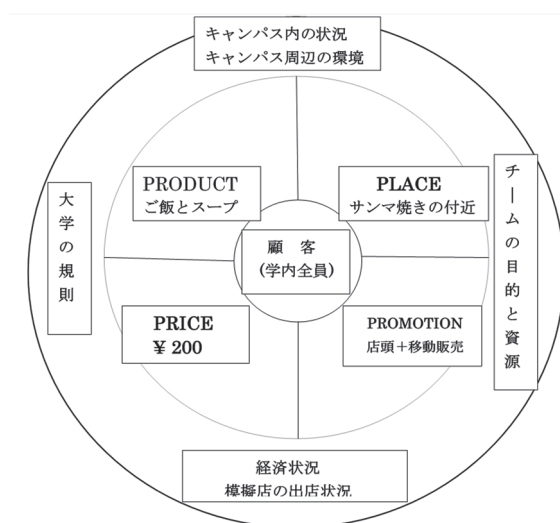 キャンパス内の状況
キャンパス周辺の環境
大学の規則
PRODUCT
ご飯とスープ
PLACE
サンマ焼きの付近
チームの目的と資源
顧 客
(学内全員)
PRICE
¥ 200
PROMOTION
店頭＋移動販売
経済状況
模擬店の出店状況